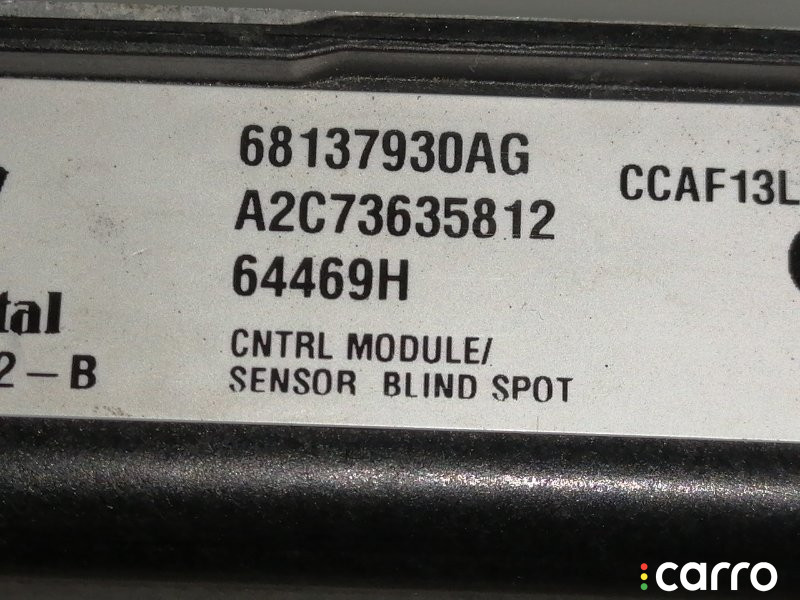 68137930AG
CCAF13L
A2C73635812
64469H
tal
2-B
CNTRL MODULE/
SENSOR BLIND SPOT
carro